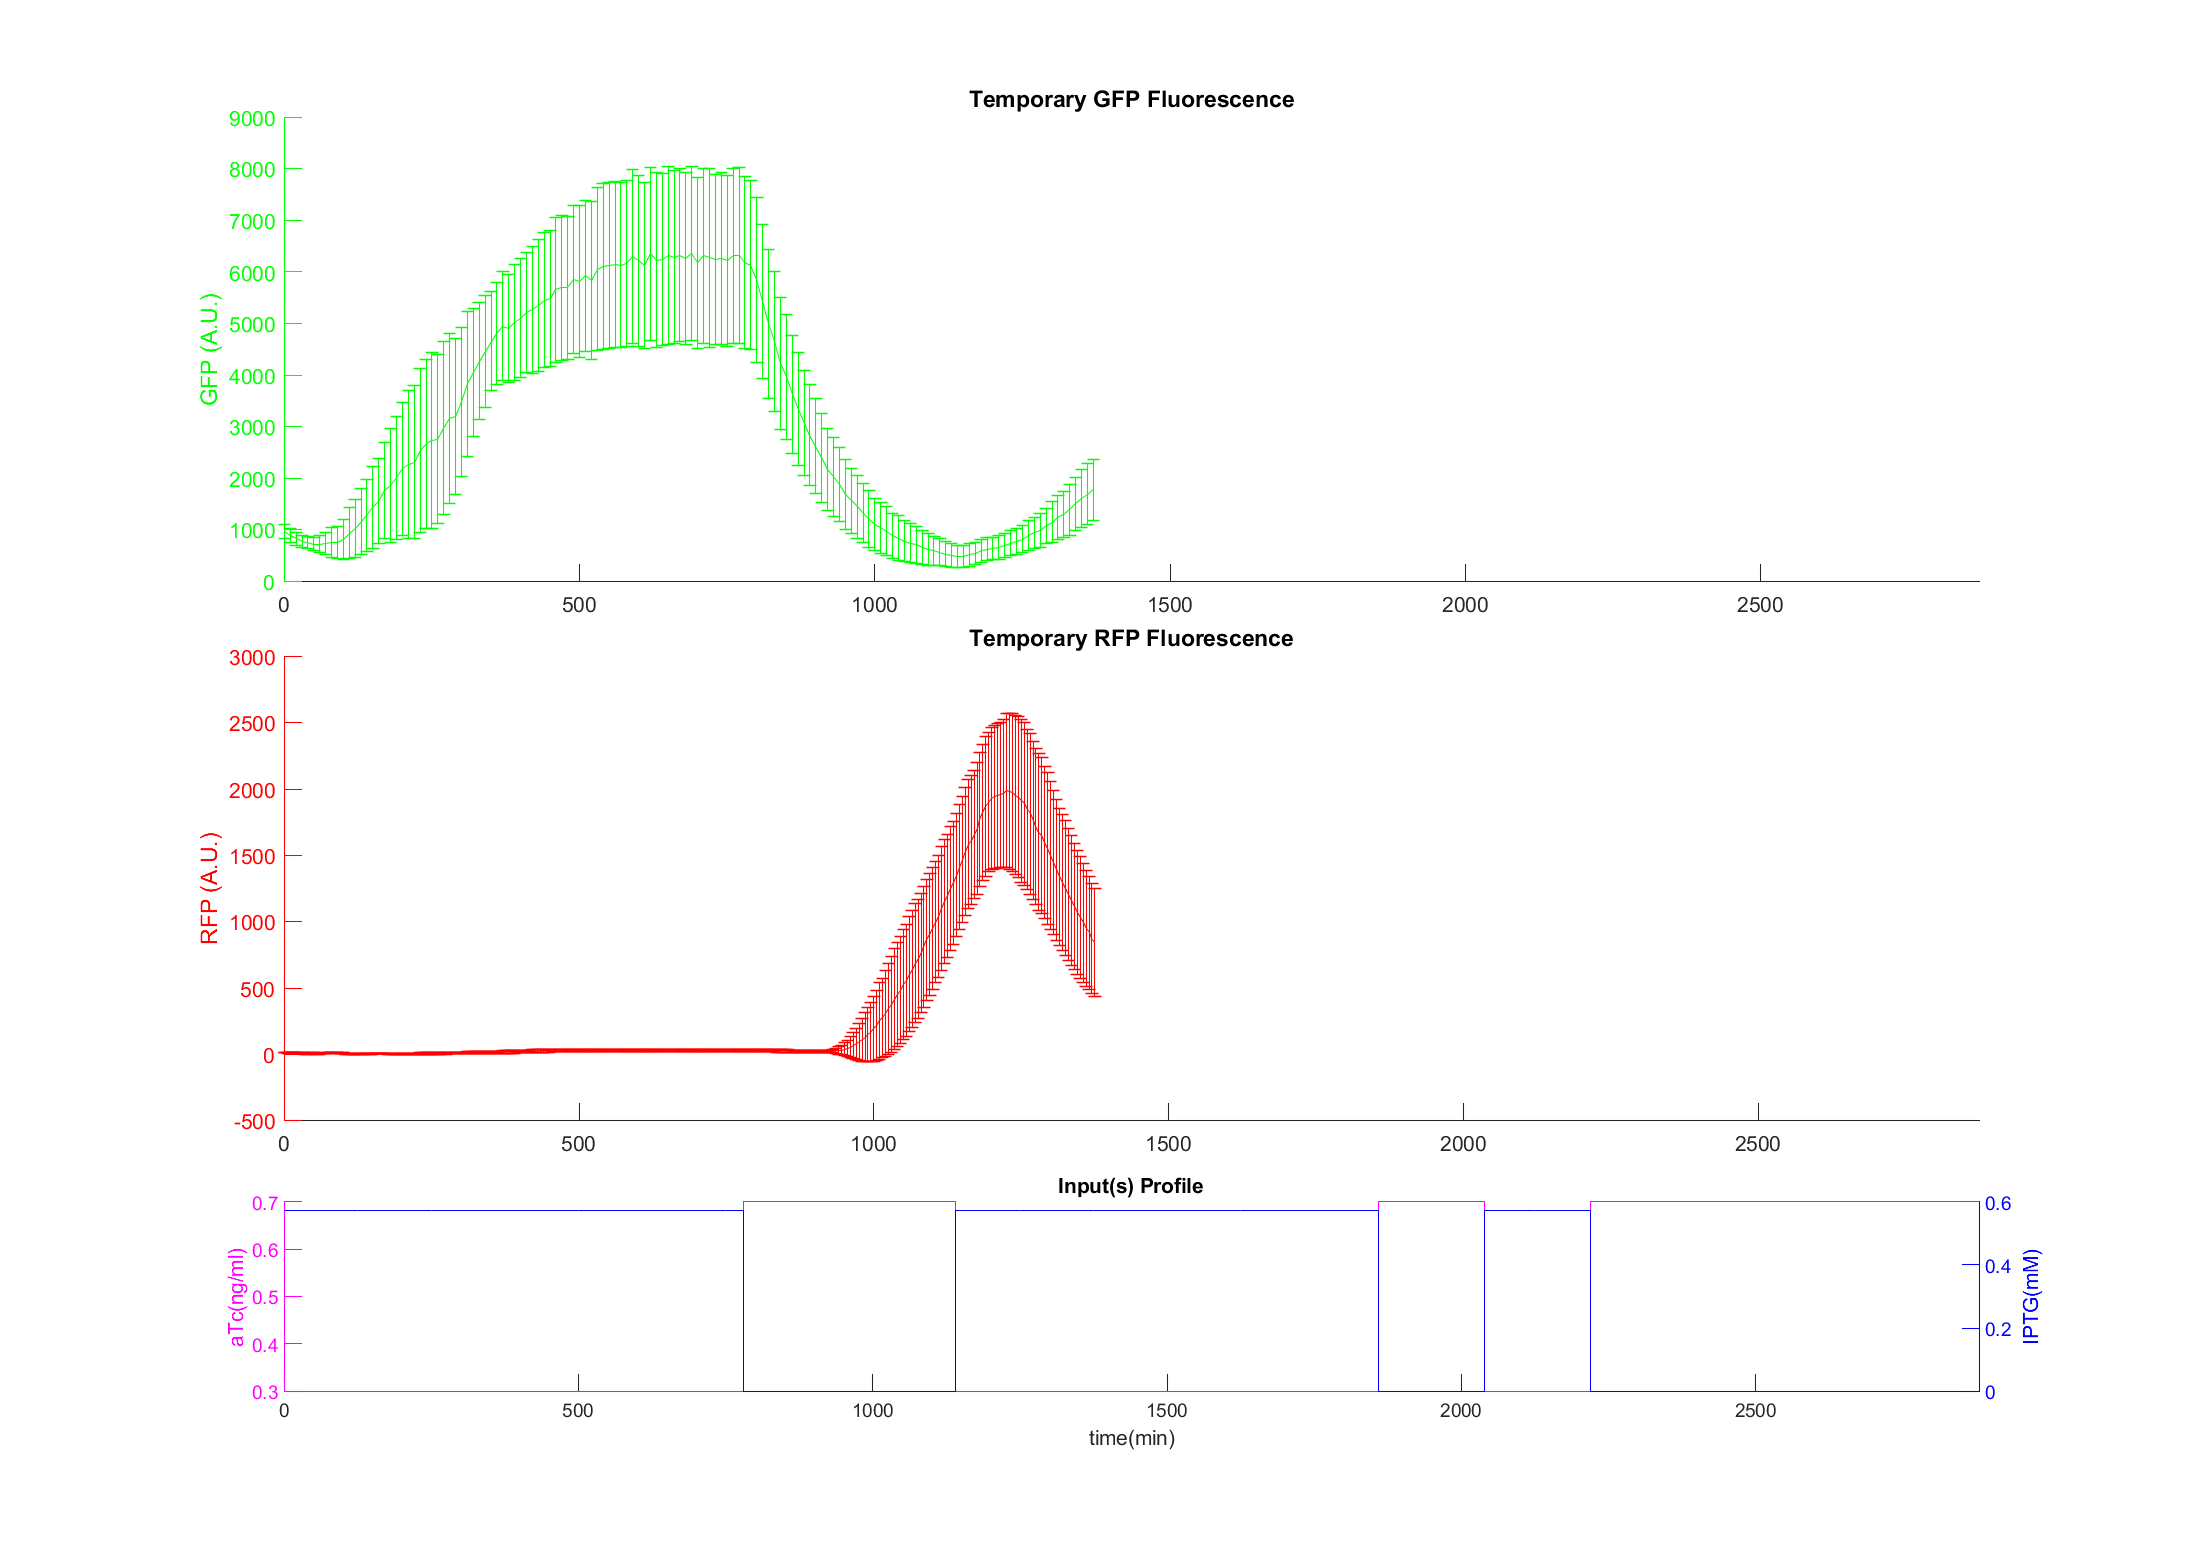 Temporary GFP Fluorescence
9000
8000
7000
6000
5000
4000
3000
2000
1000
0
GFP (A.U.)
0 500 1000 1500 2000 2500
Temporary RFP Fluorescence
3000
2500
2000
1500
1000
500
0
-500
RFP (A.U.)
0 500 1000 1500 2000 2500
Input(s) Profile
0.7
0.6
0.5
0.4
0.3
aTc(ng/ml)
0.6
0.4
0.2
0
IPTG(mM)
0 500 1000 1500 2000 2500
time(min)